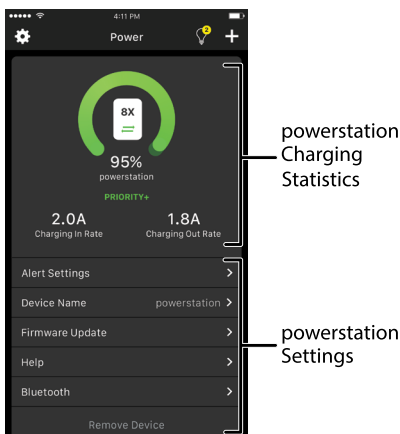 4:11 PM
Power
2
8X
95%
powerstation
PRIORITY+
2.0A 1.8A
Charging In Rate Charging Out Rate
Alert Settings
Device Name powerstation
Firmware Update
Help
Bluetooth
Remove Device
powerstation
Charging
Statistics
powerstation
Settings